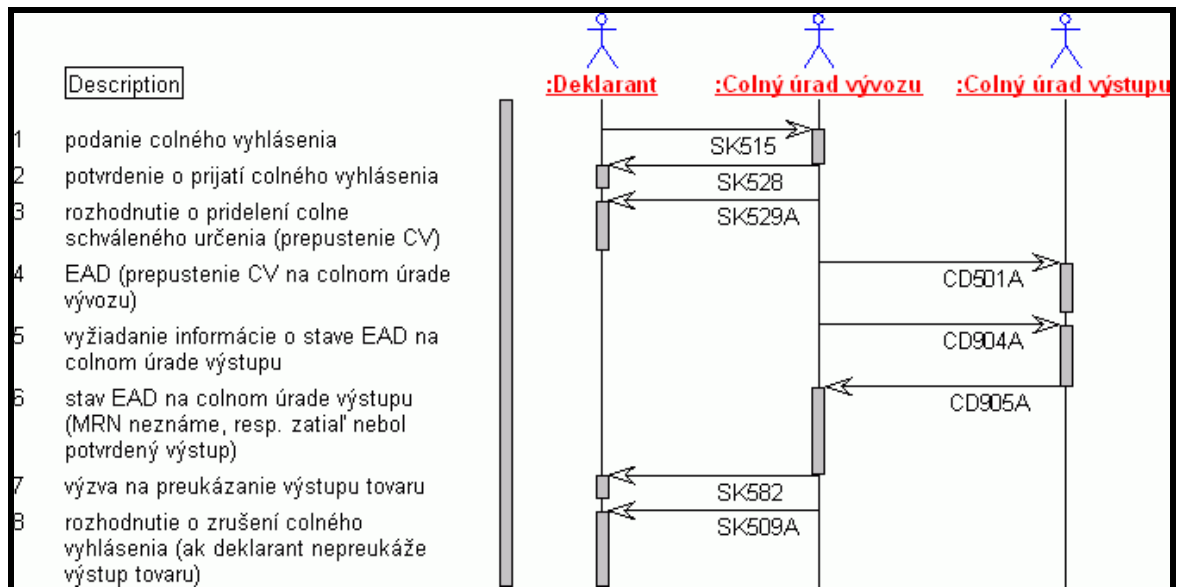 Description
:Deklarant
:Colný úrad vývozu
:Colný úrad výstupu
1 podanie colného vyhlásenia
SK515
2 potvrdenie o prijatí colného vyhlásenia
SK528
3 rozhodnutie o pridelení colne
schváleného určenia (prepustenie CV)
SK529A
4 EAD (prepustenie CV na colnom úrade
vývozu)
CD501A
5 vyžiadanie informácie o stave EAD na
colnom úrade výstupu
CD904A
6 stav EAD na colnom úrade výstupu
(MRN neznáme, resp. zatiaľ nebol
potvrdený výstup)
CD905A
7 výzva na preukázanie výstupu tovaru
SK582
8 rozhodnutie o zrušení colného
vyhlásenia (ak deklarant nepreukáže
výstup tovaru)
SK509A